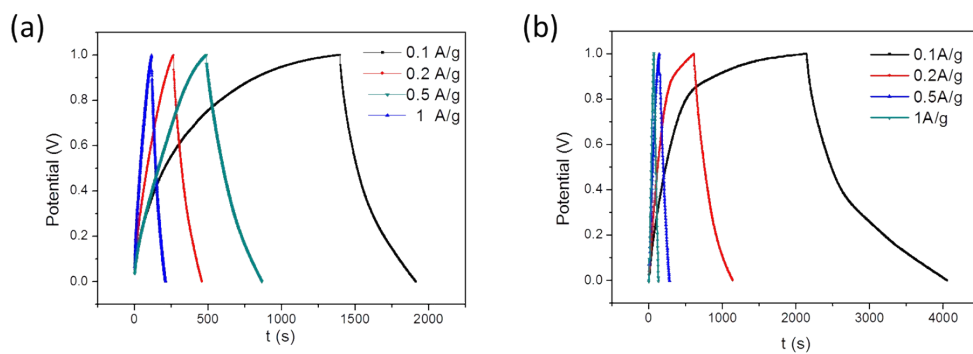 (a)
0.1 A/g
0.2 A/g
0.5 A/g
1 A/g
1.0
0.8
0.6
0.4
0.2
0.0
Potential (V)
0 500 1000 1500 2000
t (s)
(b)
0.1A/g
0.2A/g
0.5A/g
1A/g
1.0
0.8
0.6
0.4
0.2
0.0
Potential (V)
0 1000 2000 3000 4000
t (s)